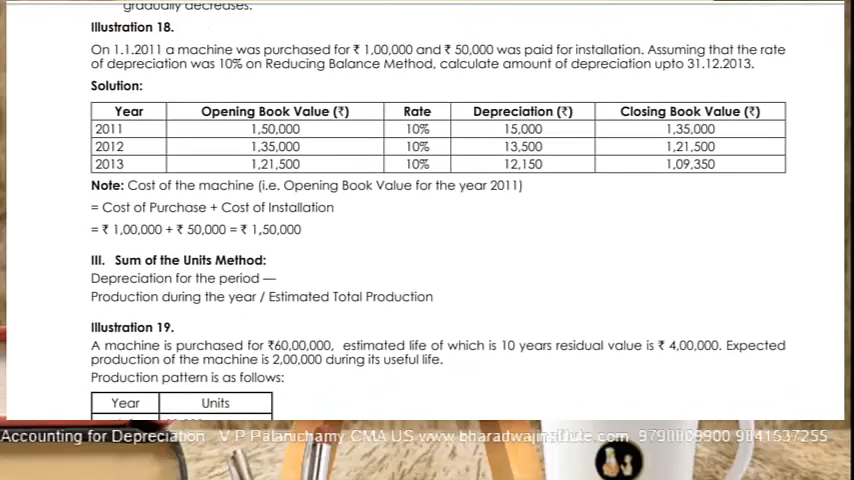 gradually decreases.
Illustration 18.
On 1.1.2011 a machine was purchased for ₹ 1,00,000 and ₹ 50,000 was paid for installation. Assuming that the rate
of depreciation was 10% on Reducing Balance Method, calculate amount of depreciation upto 31.12.2013.
Solution:
Year Opening Book Value (₹) Rate Depreciation (₹) Closing Book Value (₹)
2011 1,50,000 10% 15,000 1,35,000
2012 1,35,000 10% 13,500 1,21,500
2013 1,21,500 10% 12,150 1,09,350
Note: Cost of the machine (i.e. Opening Book Value for the year 2011)
= Cost of Purchase + Cost of Installation
= ₹ 1,00,000 + ₹ 50,000 = ₹ 1,50,000
III. Sum of the Units Method:
Depreciation for the period —
Production during the year / Estimated Total Production
Illustration 19.
A machine is purchased for ₹60,00,000, estimated life of which is 10 years residual value is ₹ 4,00,000. Expected
production of the machine is 2,00,000 during its useful life.
Production pattern is as follows:
Year Units
Accounting for Depreciation V P Palanichamy CMA US 9841537255